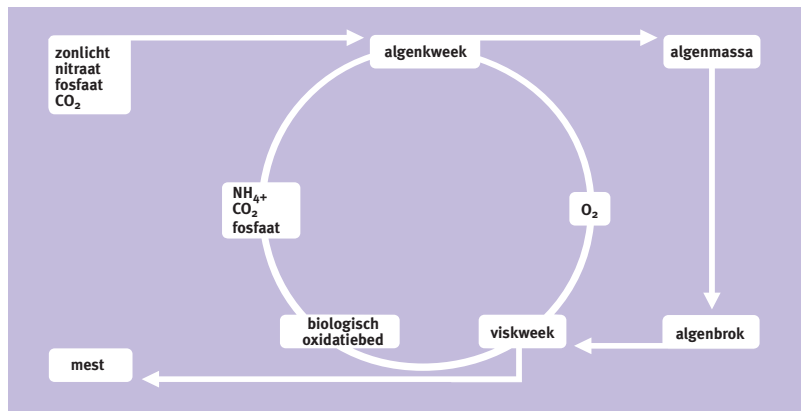 zonlicht
nitraat
fosfaat
CO₂
algenkweek
algenmassa
NH₄+
CO₂
fosfaat
O₂
biologisch
oxidatiebed
viskweek
algenbrok
mest